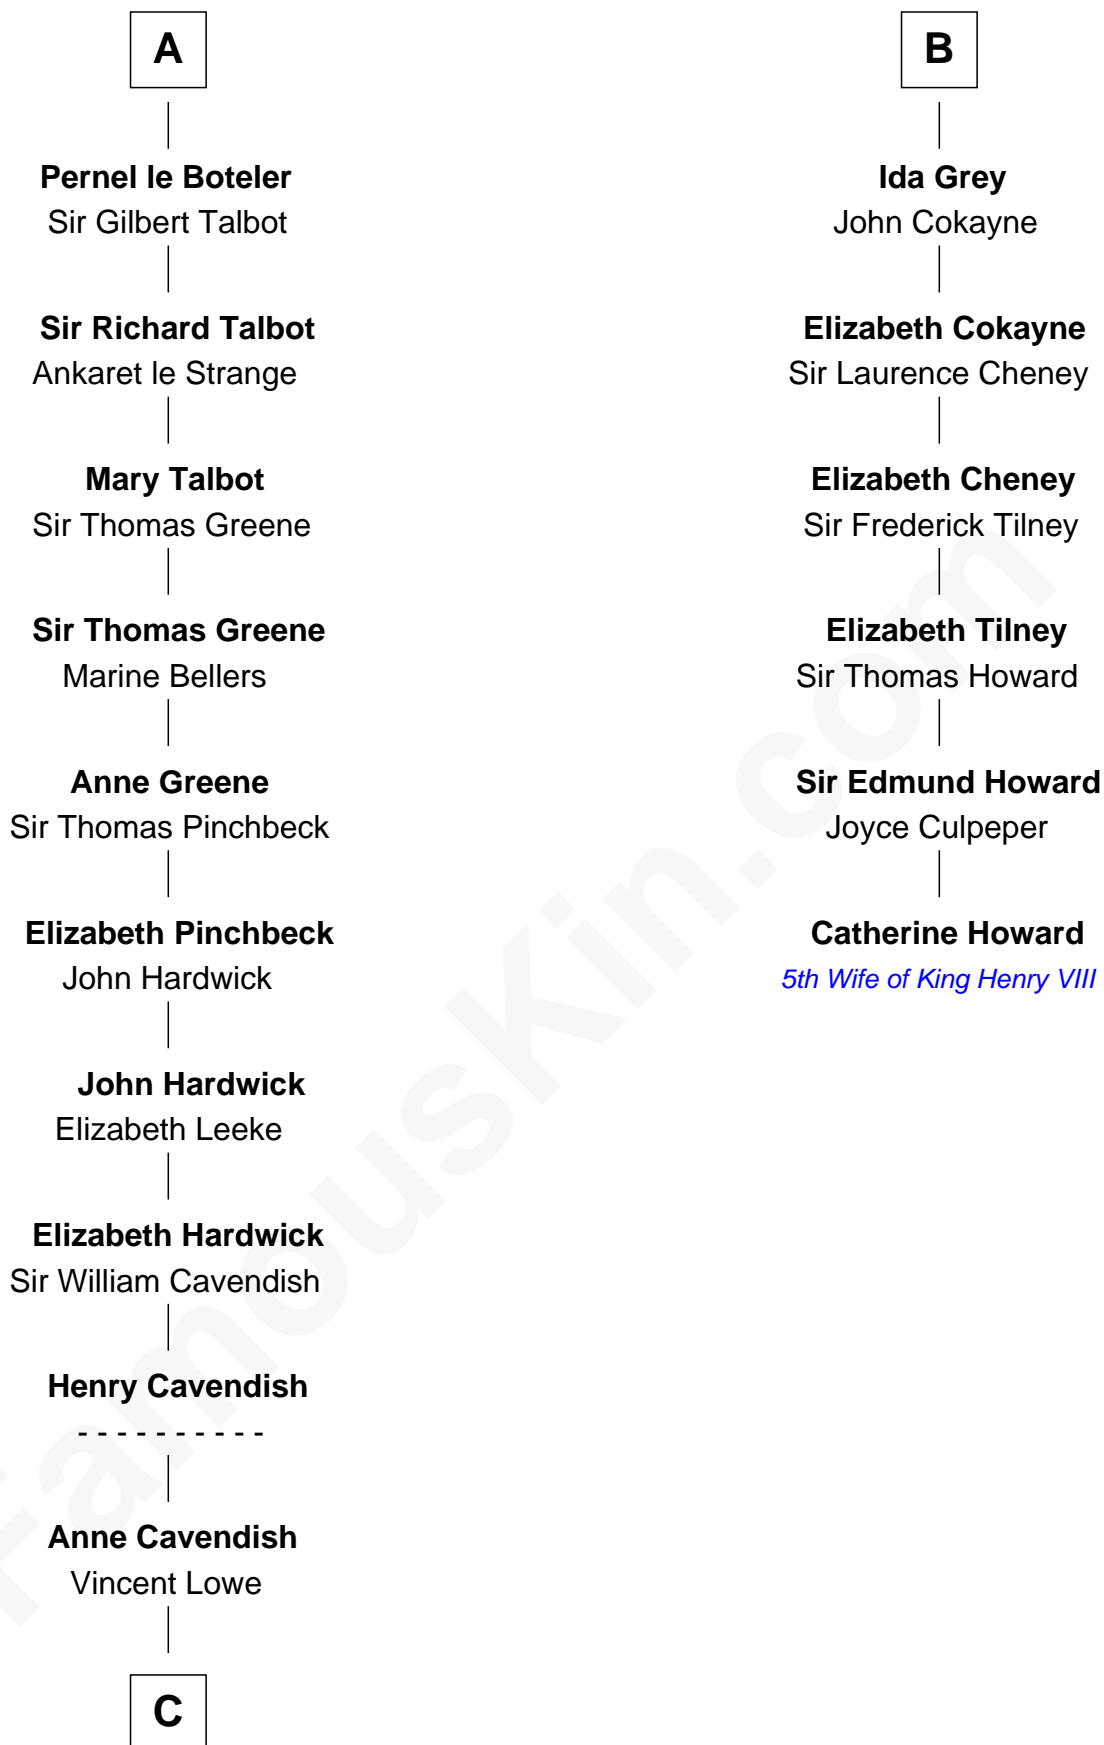 A
Pernel le Boteler
Sir Gilbert Talbot
Sir Richard Talbot
Ankaret le Strange
Mary Talbot
Sir Thomas Greene
Sir Thomas Greene
Marine Bellers
Anne Greene
Sir Thomas Pinchbeck
Elizabeth Pinchbeck
John Hardwick
John Hardwick
Elizabeth Leeke
Elizabeth Hardwick
Sir William Cavendish
Henry Cavendish
- - - - - - - - - -
Anne Cavendish
Vincent Lowe
C
B
Ida Grey
John Cokayne
Elizabeth Cokayne
Sir Laurence Cheney
Elizabeth Cheney
Sir Frederick Tilney
Elizabeth Tilney
Sir Thomas Howard
Sir Edmund Howard
Joyce Culpeper
Catherine Howard
5th Wife of King Henry VIII
FamousKin.com